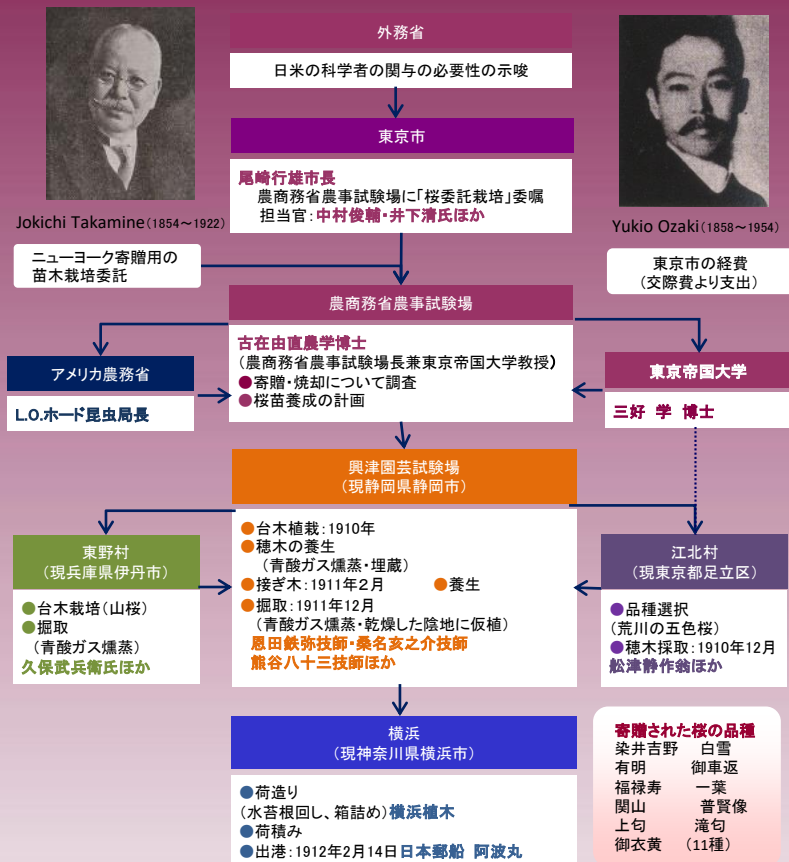 外務省
日米の科学者の関与の必要性の示唆
東京市
尾崎行雄市長
農商務省農事試験場に「桜委託栽培」委嘱
担当官：中村俊輔・井下清氏ほか
Jokichi Takamine（1854～1922）
Yukio Ozaki（1858～1954）
ニューヨーク寄贈用の
苗木栽培委託
東京市の経費
（交際費より支出）
農商務省農事試験場
古在由直農学博士
（農商務省農事試験場長兼東京帝国大学教授）
●寄贈・焼却について調査
●桜苗養成の計画
アメリカ農務省
L.O.ホード昆虫局長
東京帝国大学
三好 学 博士
興津園芸試験場
（現静岡県静岡市）
●台木植栽：1910年
●穂木の養生
（青酸ガス燻蒸・埋蔵）
●接ぎ木：1911年２月 ●養生
●掘取：1911年12月
（青酸ガス燻蒸・乾燥した陰地に仮植）
恩田鉄弥技師・桑名亥之介技師
熊谷八十三技師ほか
東野村
（現兵庫県伊丹市）
●台木栽培（山桜）
●掘取
（青酸ガス燻蒸）
久保武兵衛氏ほか
江北村
（現東京都足立区）
●品種選択
（荒川の五色桜）
●穂木採取：1910年12月
舩津静作翁ほか
横浜
（現神奈川県横浜市）
●荷造り
（水苔根回し、箱詰め）横浜植木
●荷積み
●出港：1912年2月14日日本郵船 阿波丸
寄贈された桜の品種
染井吉野 白雪
有明 御車返
福禄寿 一葉
関山 普賢像
上匂 滝匂
御衣黄 （11種）